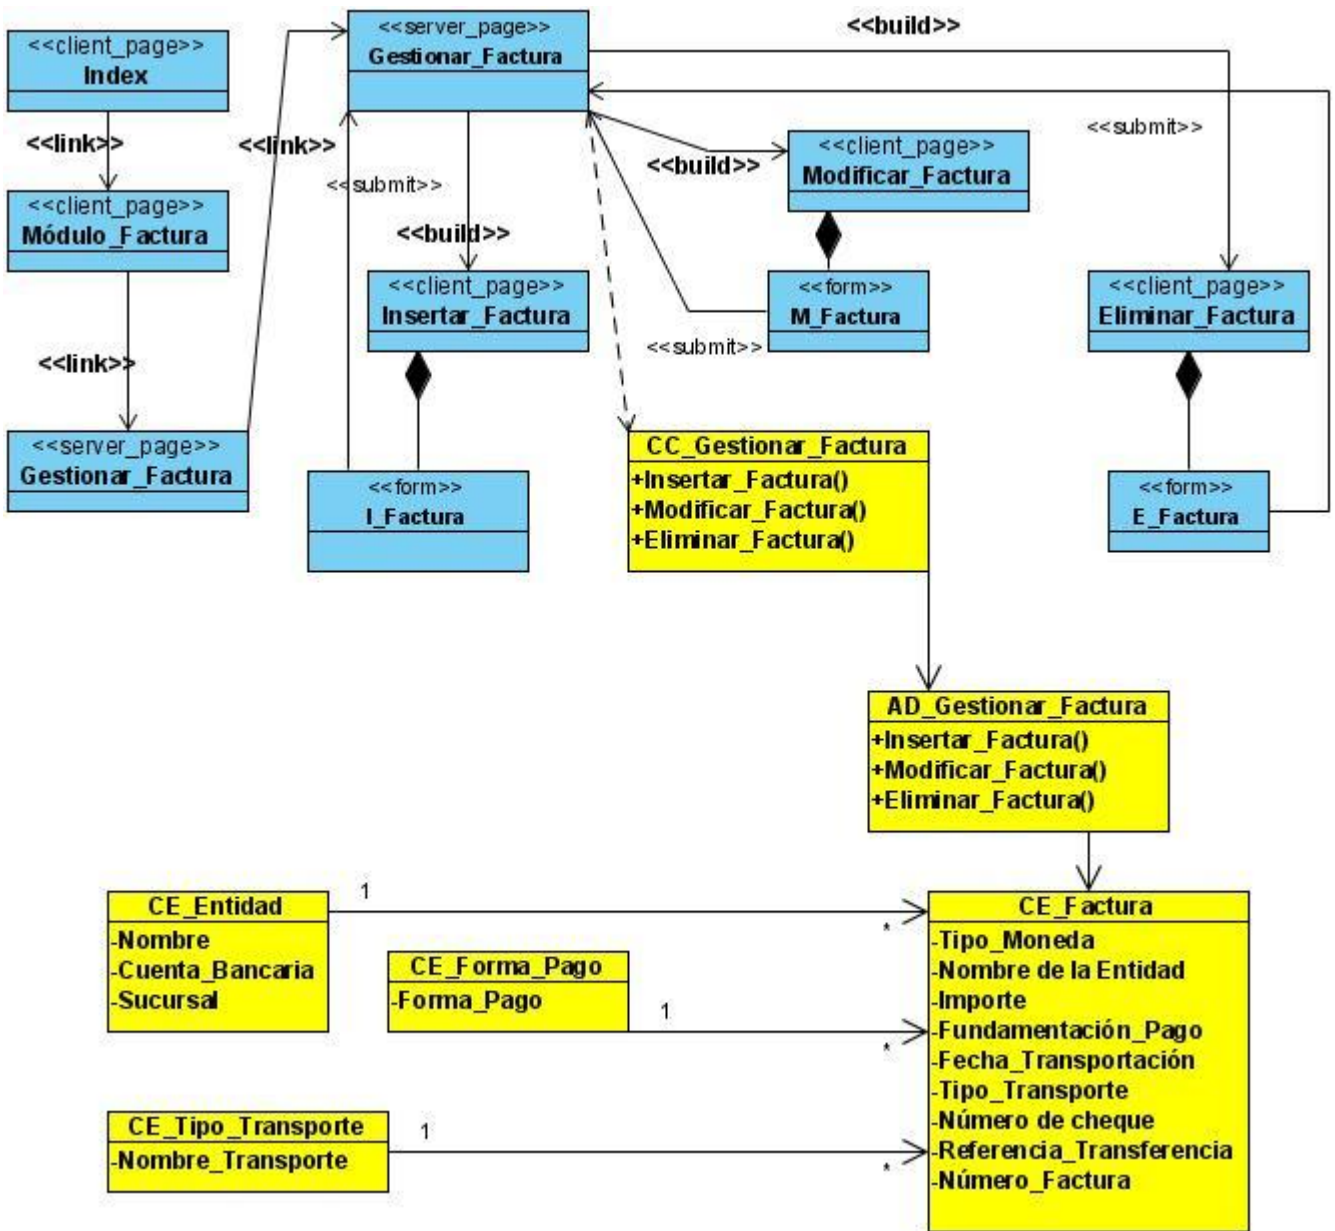 <<client_page>>
Index
<<link>>
<<client_page>>
Módulo_Factura
<<link>>
<<server_page>>
Gestionar_Factura
<<link>>
<<server_page>>
Gestionar_Factura
<<build>>
<<submit>>
<<submit>>
<<build>>
<<client_page>>
Insertar_Factura
<<form>>
I_Factura
<<build>>
<<client_page>>
Modificar_Factura
<<form>>
M_Factura
<<submit>>
<<client_page>>
Eliminar_Factura
<<form>>
E_Factura
CC_Gestionar_Factura
+Insertar_Factura()
+Modificar_Factura()
+Eliminar_Factura()
AD_Gestionar_Factura
+Insertar_Factura()
+Modificar_Factura()
+Eliminar_Factura()
CE_Entidad
-Nombre
-Cuenta_Bancaria
-Sucursal
1
*
CE_Forma_Pago
-Forma_Pago
1
*
CE_Tipo_Transporte
-Nombre_Transporte
1
*
CE_Factura
-Tipo_Moneda
-Nombre de la Entidad
-Importe
-Fundamentación_Pago
-Fecha_Transportación
-Tipo_Transporte
-Número de cheque
-Referencia_Transferencia
-Número_Factura